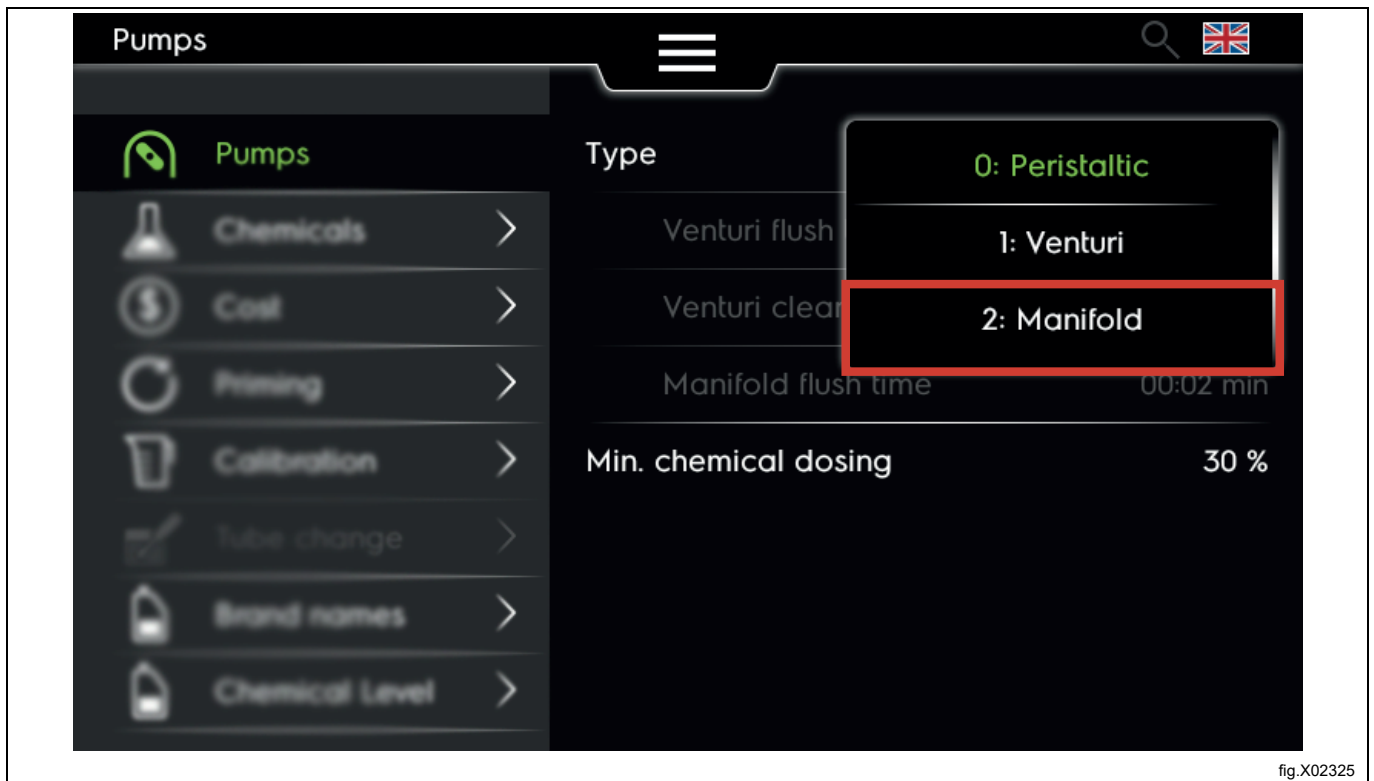 Pumps
Pumps
Chemicals
Cost
Priming
Calibration
Tube change
Brand names
Chemical Level
Type
0: Peristaltic
Venturi flush
1: Venturi
Venturi clear
2: Manifold
Manifold flush time 00:02 min
Min. chemical dosing 30 %
fig.X02325